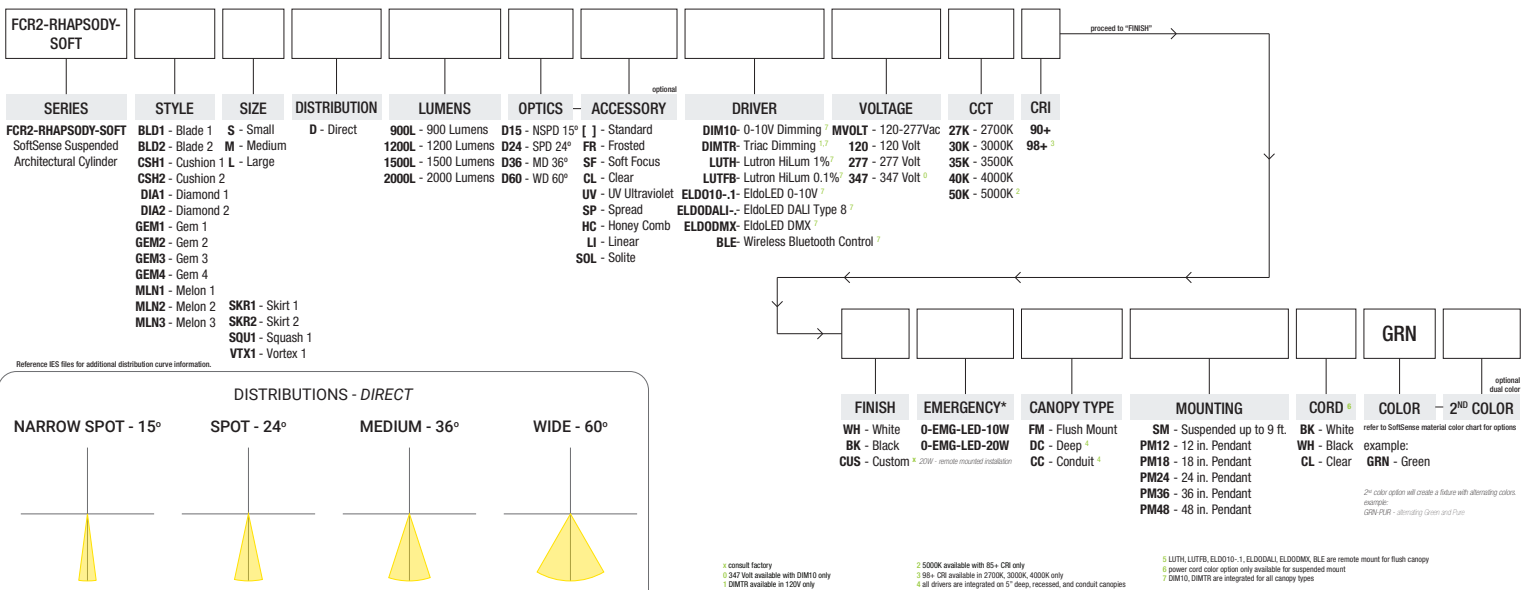 FCR2-RHAPSODY-
SOFT
proceed to "FINISH"
SERIES
FCR2-RHAPSODY-SOFT
SoftSense Suspended
Architectural Cylinder
STYLE
BLD1 - Blade 1
BLD2 - Blade 2
CSH1 - Cushion 1
CSH2 - Cushion 2
DIA1 - Diamond 1
DIA2 - Diamond 2
GEM1 - Gem 1
GEM2 - Gem 2
GEM3 - Gem 3
GEM4 - Gem 4
MLN1 - Melon 1
MLN2 - Melon 2
MLN3 - Melon 3
SKR1 - Skirt 1
SKR2 - Skirt 2
SQU1 - Squash 1
VTX1 - Vortex 1
SIZE
S - Small
M - Medium
L - Large
DISTRIBUTION
D - Direct
LUMENS
900L - 900 Lumens
1200L - 1200 Lumens
1500L - 1500 Lumens
2000L - 2000 Lumens
OPTICS
D15 - NSPD 15º
D24 - SPD 24º
D36 - MD 36º
D60 - WD 60º
optional
ACCESSORY
[ ] - Standard
FR - Frosted
SF - Soft Focus
CL - Clear
UV - UV Ultraviolet
SP - Spread
HC - Honey Comb
LI - Linear
SOL - Solite
DRIVER
DIM10- 0-10V Dimming 7
DIMTR- Triac Dimming 1,7
LUTH- Lutron HiLum 1% 7
LUTFB- Lutron HiLum 0.1% 7
ELDO10-.1- EldoLED 0-10V 7
ELDODALI-.- EldoLED DALI Type 8 7
ELDODMX- EldoLED DMX 7
BLE- Wireless Bluetooth Control 7
VOLTAGE
MVOLT - 120-277Vac
120 - 120 Volt
277 - 277 Volt
347 - 347 Volt 0
CCT
27K - 2700K
30K - 3000K
35K - 3500K
40K - 4000K
50K - 5000K 2
CRI
90+
98+ 3
Reference IES files for additional distribution curve information.
DISTRIBUTIONS - DIRECT
NARROW SPOT - 15º
SPOT - 24º
MEDIUM - 36º
WIDE - 60º
GRN
optional
dual color
FINISH
WH - White
BK - Black
CUS - Custom x
EMERGENCY*
0-EMG-LED-10W
0-EMG-LED-20W
20W - remote mounted installation
CANOPY TYPE
FM - Flush Mount
DC - Deep 4
CC - Conduit 4
MOUNTING
SM - Suspended up to 9 ft.
PM12 - 12 in. Pendant
PM18 - 18 in. Pendant
PM24 - 24 in. Pendant
PM36 - 36 in. Pendant
PM48 - 48 in. Pendant
CORD 6
BK - White
WH - Black
CL - Clear
COLOR
2ND COLOR
refer to SoftSense material color chart for options
example:
GRN - Green
2nd color option will create a fixture with alternating colors.
example:
GRN-PUR - alternating Green and Pure
x consult factory
0 347 Volt available with DIM10 only
1 DIMTR available in 120V only
2 5000K available with 85+ CRI only
3 98+ CRI available in 2700K, 3000K, 4000K only
4 all drivers are integrated on 5" deep, recessed, and conduit canopies
5 LUTH, LUTFB, ELDO10-.1, ELDODALI, ELDODMX, BLE are remote mount for flush canopy
6 power cord color option only available for suspended mount
7 DIM10, DIMTR are integrated for all canopy types